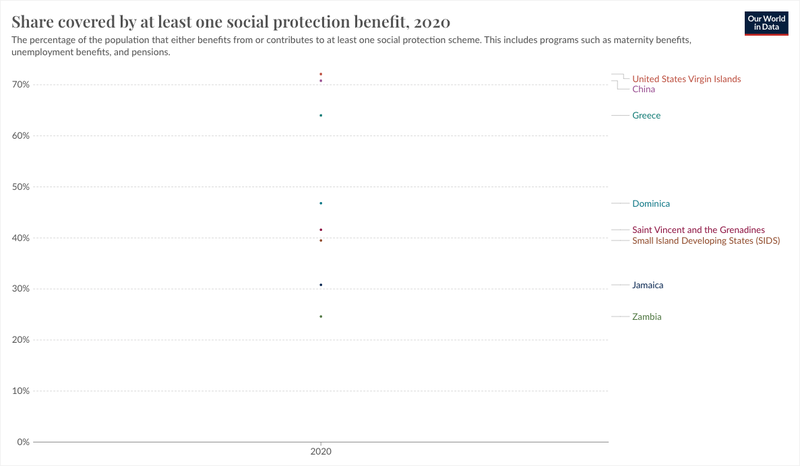 Share covered by at least one social protection benefit, 2020
Our World
in Data
The percentage of the population that either benefits from or contributes to at least one social protection scheme. This includes programs such as maternity benefits,
unemployment benefits, and pensions.
70%
60%
50%
40%
30%
20%
10%
0%
2020
United States Virgin Islands
China
Greece
Dominica
Saint Vincent and the Grenadines
Small Island Developing States (SIDS)
Jamaica
Zambia